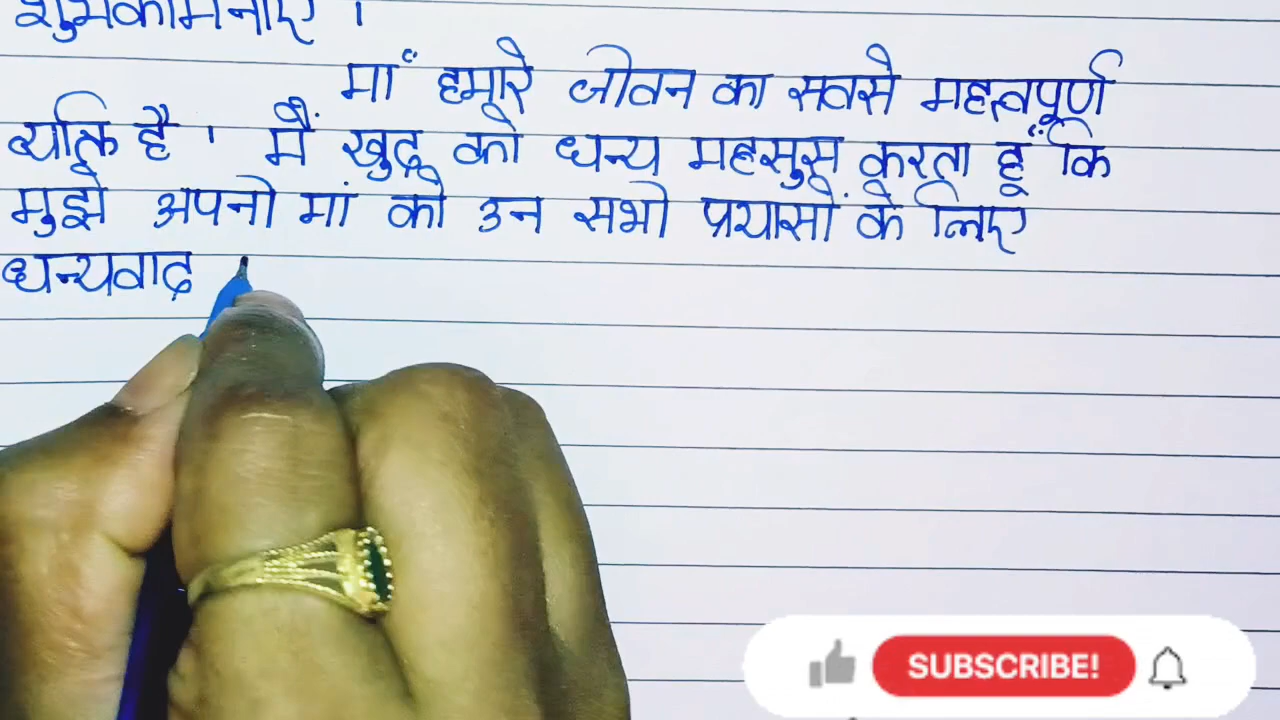 शुभकामनाएं ।
मां हमारे जीवन का सबसे महत्वपूर्ण
व्यक्ति है । मैं खुद को धन्य महसुस करता हूँ कि
मुझे अपनी मां को उन सभी प्रयासों के लिए
धन्यवाद
SUBSCRIBE!